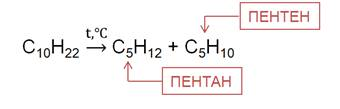 ПЕНТЕН
t,°C
C₁₀H₂₂ → C₅H₁₂ + C₅H₁₀
ПЕНТАН